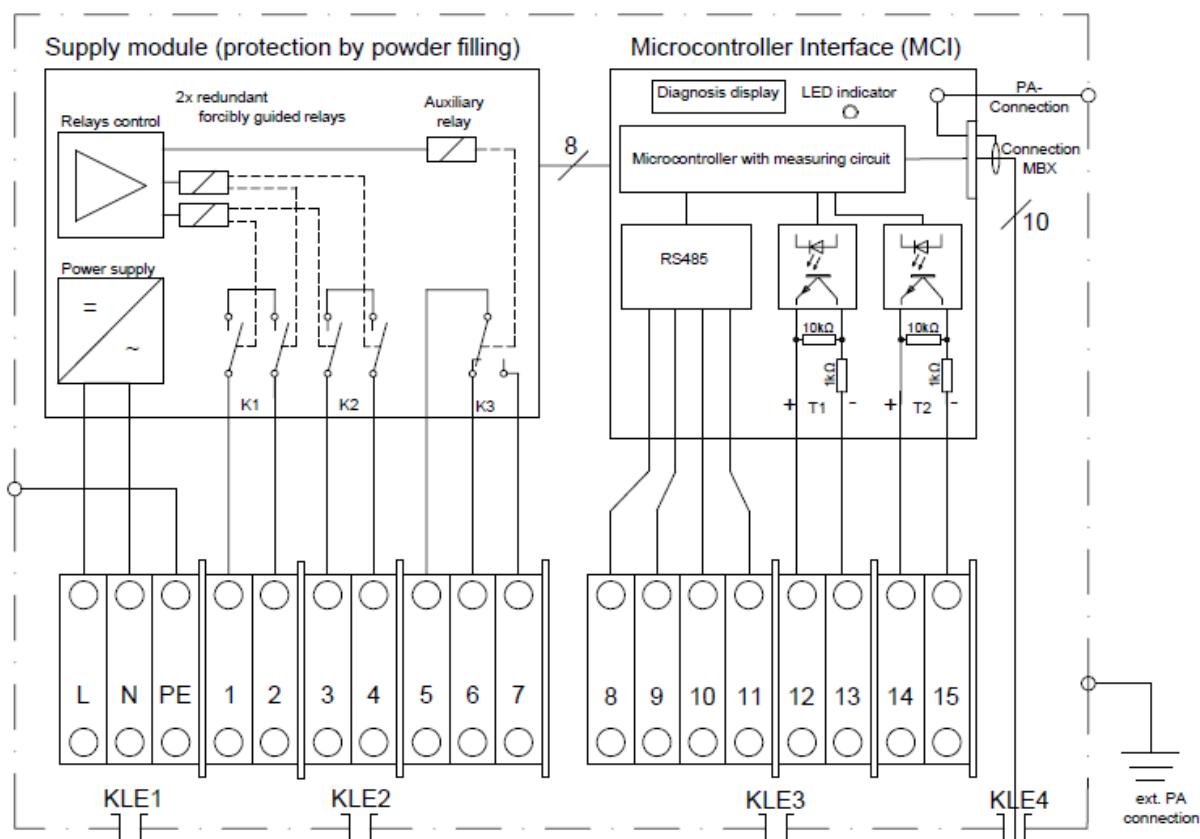 Supply module (protection by powder filling)
Microcontroller Interface (MCI)
2x redundant
forcibly guided relays
Auxiliary
relay
Relays control
Diagnosis display
LED indicator
PA-
Connection
8
Microcontroller with measuring circuit
Connection
MBX
10
RS485
Power supply
=
~
10kΩ
10kΩ
1kΩ
1kΩ
K1
K2
K3
+ T1 -
+ T2 -
L N PE 1 2 3 4 5 6 7 8 9 10 11 12 13 14 15
KLE1
KLE2
KLE3
KLE4
ext. PA
connection